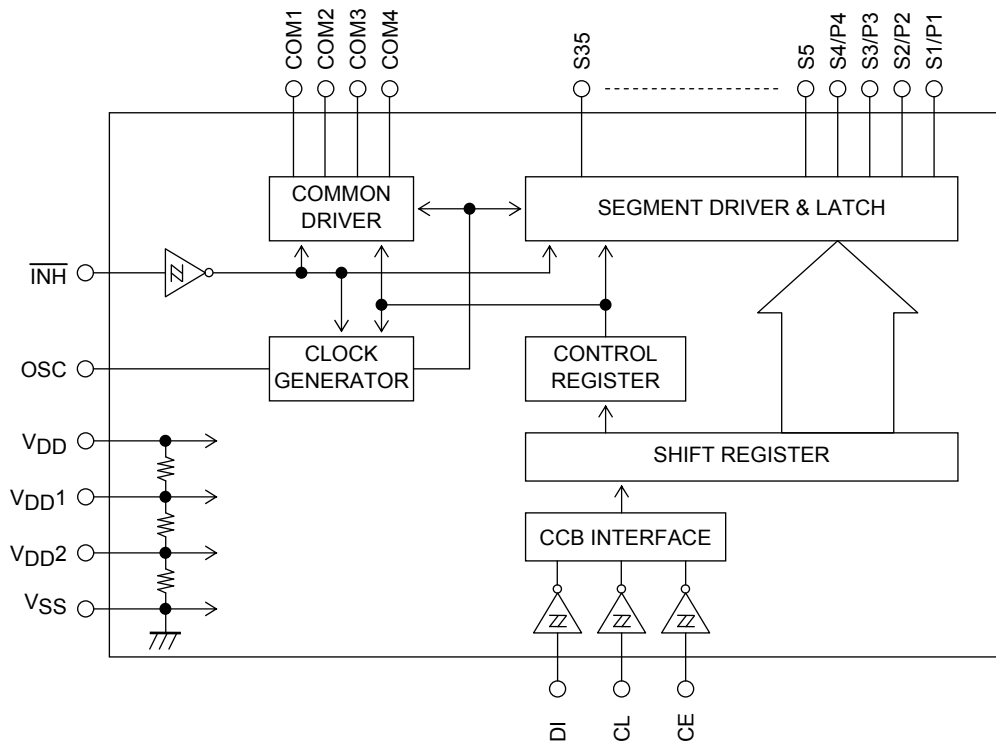 COM1
COM2
COM3
COM4
S35
S5
S4/P4
S3/P3
S2/P2
S1/P1
COMMON
DRIVER
SEGMENT DRIVER & LATCH
INH
OSC
CLOCK
GENERATOR
CONTROL
REGISTER
VDD
SHIFT REGISTER
VDD1
CCB INTERFACE
VDD2
VSS
DI
CL
CE